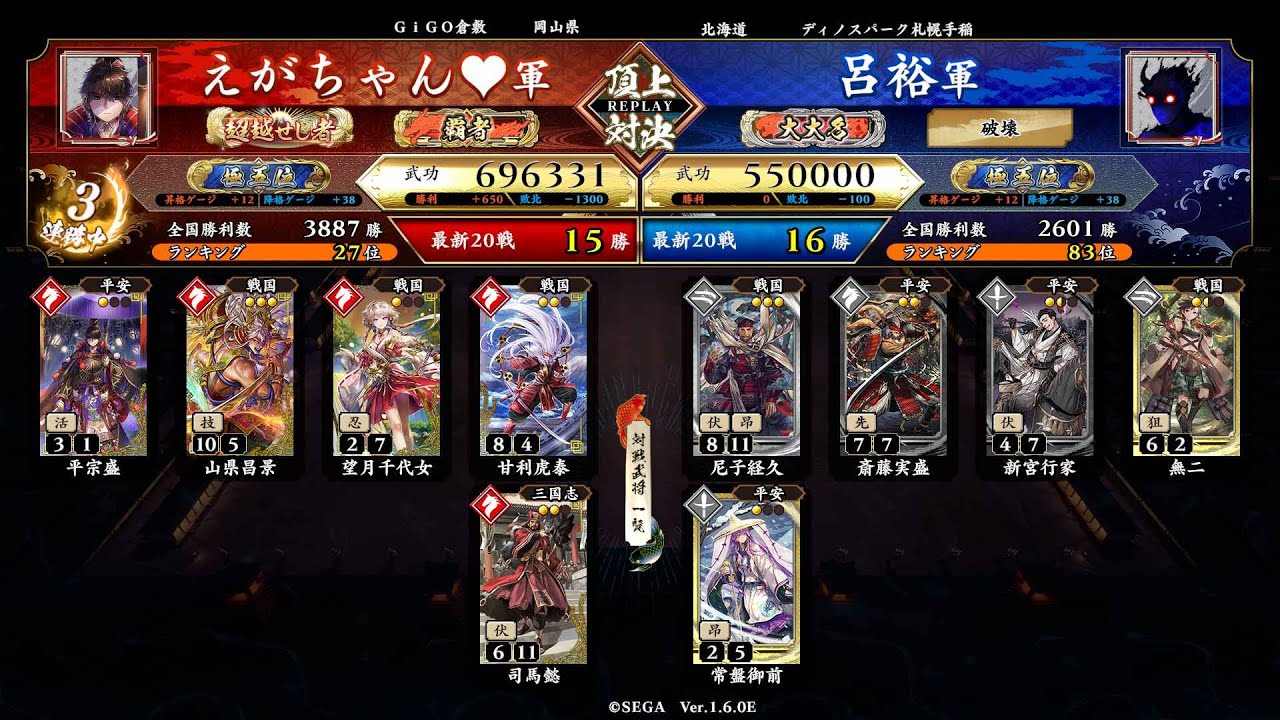 GiGO倉敷 岡山県
北海道 ディノスパーク札幌手稲
えがちゃん♥軍
頂上
REPLAY
対決
呂裕軍
超越せし者
覇者
大大名
破壊
3
連勝中
極王位
昇格ゲージ +12 降格ゲージ +38
武功 696331
勝利 +650 敗北 -1300
武功 550000
勝利 0 敗北 -100
極王位
昇格ゲージ +12 降格ゲージ +38
全国勝利数 3887勝
ランキング 27位
最新20戦 15勝
最新20戦 16勝
全国勝利数 2601勝
ランキング 83位
平安
活
3 1
平宗盛
戦国
技
10 5
山県昌景
戦国
忍
2 7
望月千代女
戦国
8 4
甘利虎泰
三国志
伏
6 11
司馬懿
対戦武将一覧
戦国
伏 昂
8 11
尼子経久
平安
先
7 7
斎藤実盛
平安
伏
4 7
新宮行家
戦国
狙
6 2
無二
平安
昂
2 5
常盤御前
©SEGA Ver.1.6.0E